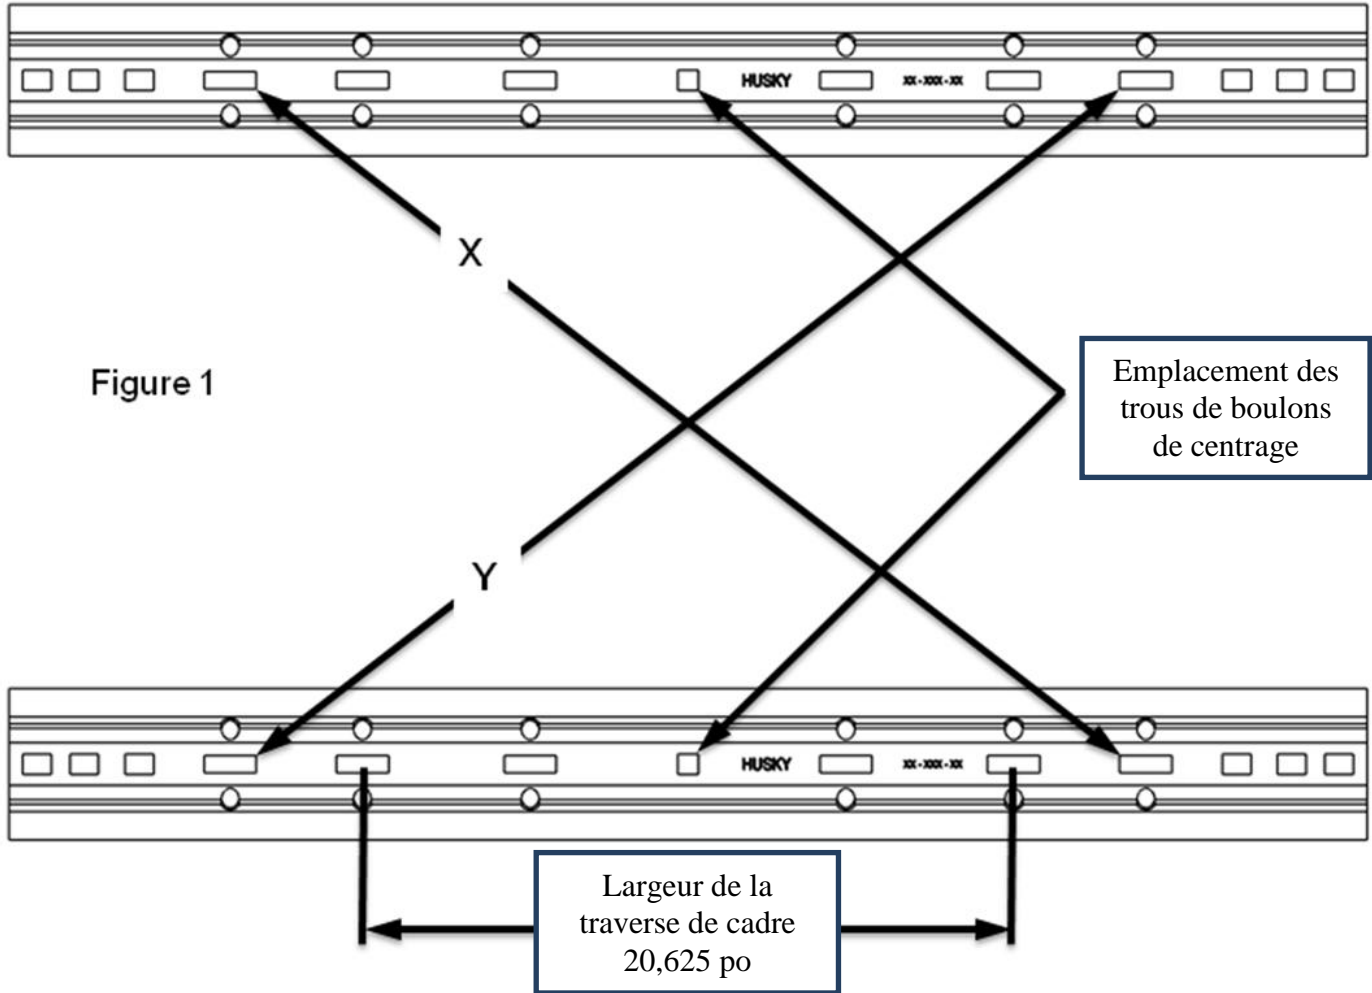 HUSKY XX-XXX-XX
X
Figure 1
Emplacement des
trous de boulons
de centrage
Y
HUSKY XX-XXX-XX
Largeur de la
traverse de cadre
20,625 po